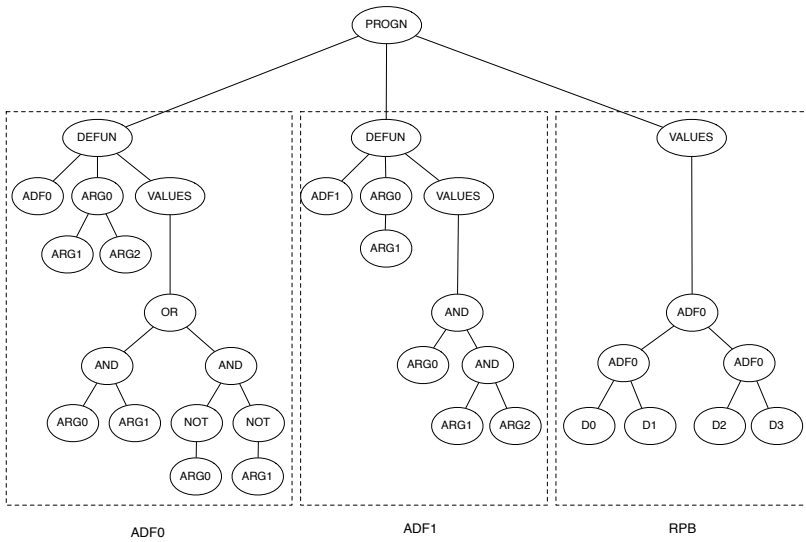 PROGN
DEFUN
DEFUN
VALUES
ADF0 ARG0 VALUES
ADF1 ARG0 VALUES
ARG1 ARG2
ARG1
OR
AND
ADF0
AND AND
ARG0 AND
ADF0 ADF0
ARG0 ARG1 NOT NOT
ARG1 ARG2
D0 D1 D2 D3
ARG0 ARG1
ADF0
ADF1
RPB